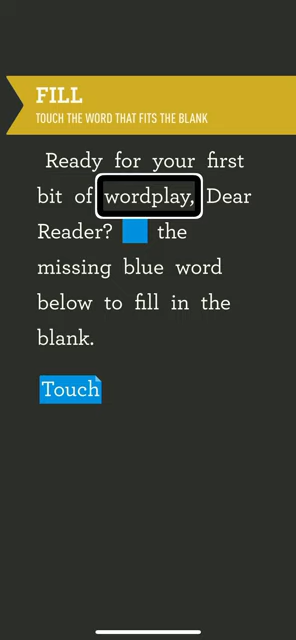 FILL
TOUCH THE WORD THAT FITS THE BLANK
Ready for your first
bit of wordplay, Dear
Reader? the
missing blue word
below to fill in the
blank.
Touch